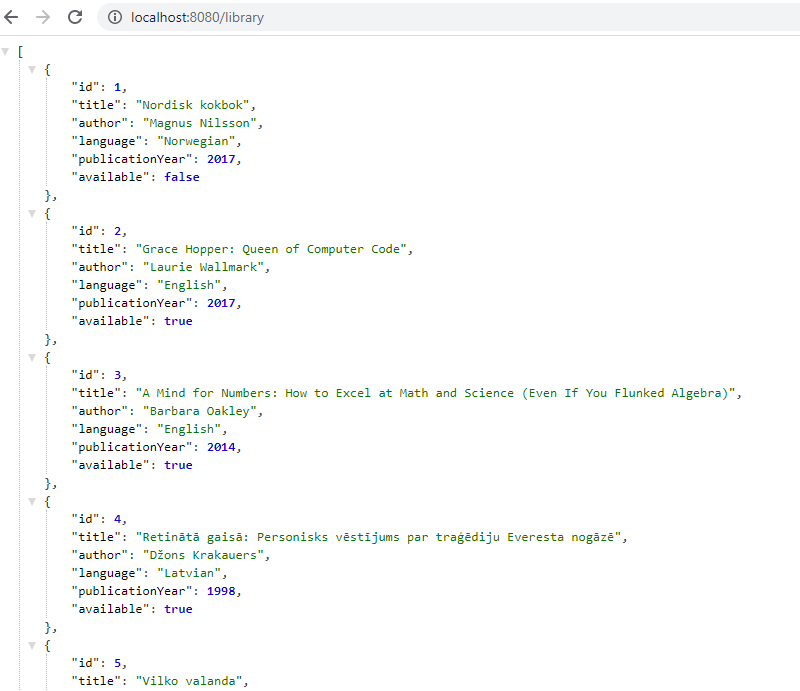 localhost:8080/library
[
{
"id": 1,
"title": "Nordisk kokbok",
"author": "Magnus Nilsson",
"language": "Norwegian",
"publicationYear": 2017,
"available": false
},
{
"id": 2,
"title": "Grace Hopper: Queen of Computer Code",
"author": "Laurie Wallmark",
"language": "English",
"publicationYear": 2017,
"available": true
},
{
"id": 3,
"title": "A Mind for Numbers: How to Excel at Math and Science (Even If You Flunked Algebra)",
"author": "Barbara Oakley",
"language": "English",
"publicationYear": 2014,
"available": true
},
{
"id": 4,
"title": "Retinātā gaisā: Personisks vēstījums par traģēdiju Everesta nogāzē",
"author": "Džons Krakauers",
"language": "Latvian",
"publicationYear": 1998,
"available": true
},
{
"id": 5,
"title": "Vilko valanda",